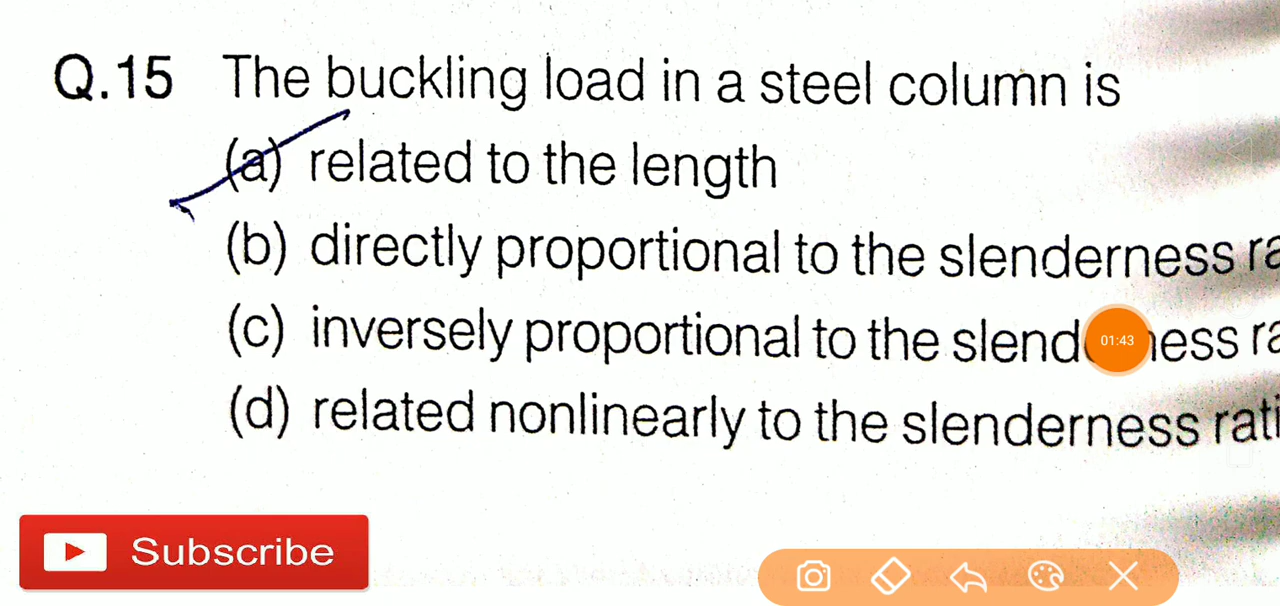 Q.15 The buckling load in a steel column is
(a) related to the length
(b) directly proportional to the slenderness
(c) inversely proportional to the
01:43
(d) related nonlinearly to the slenderness
Subscribe